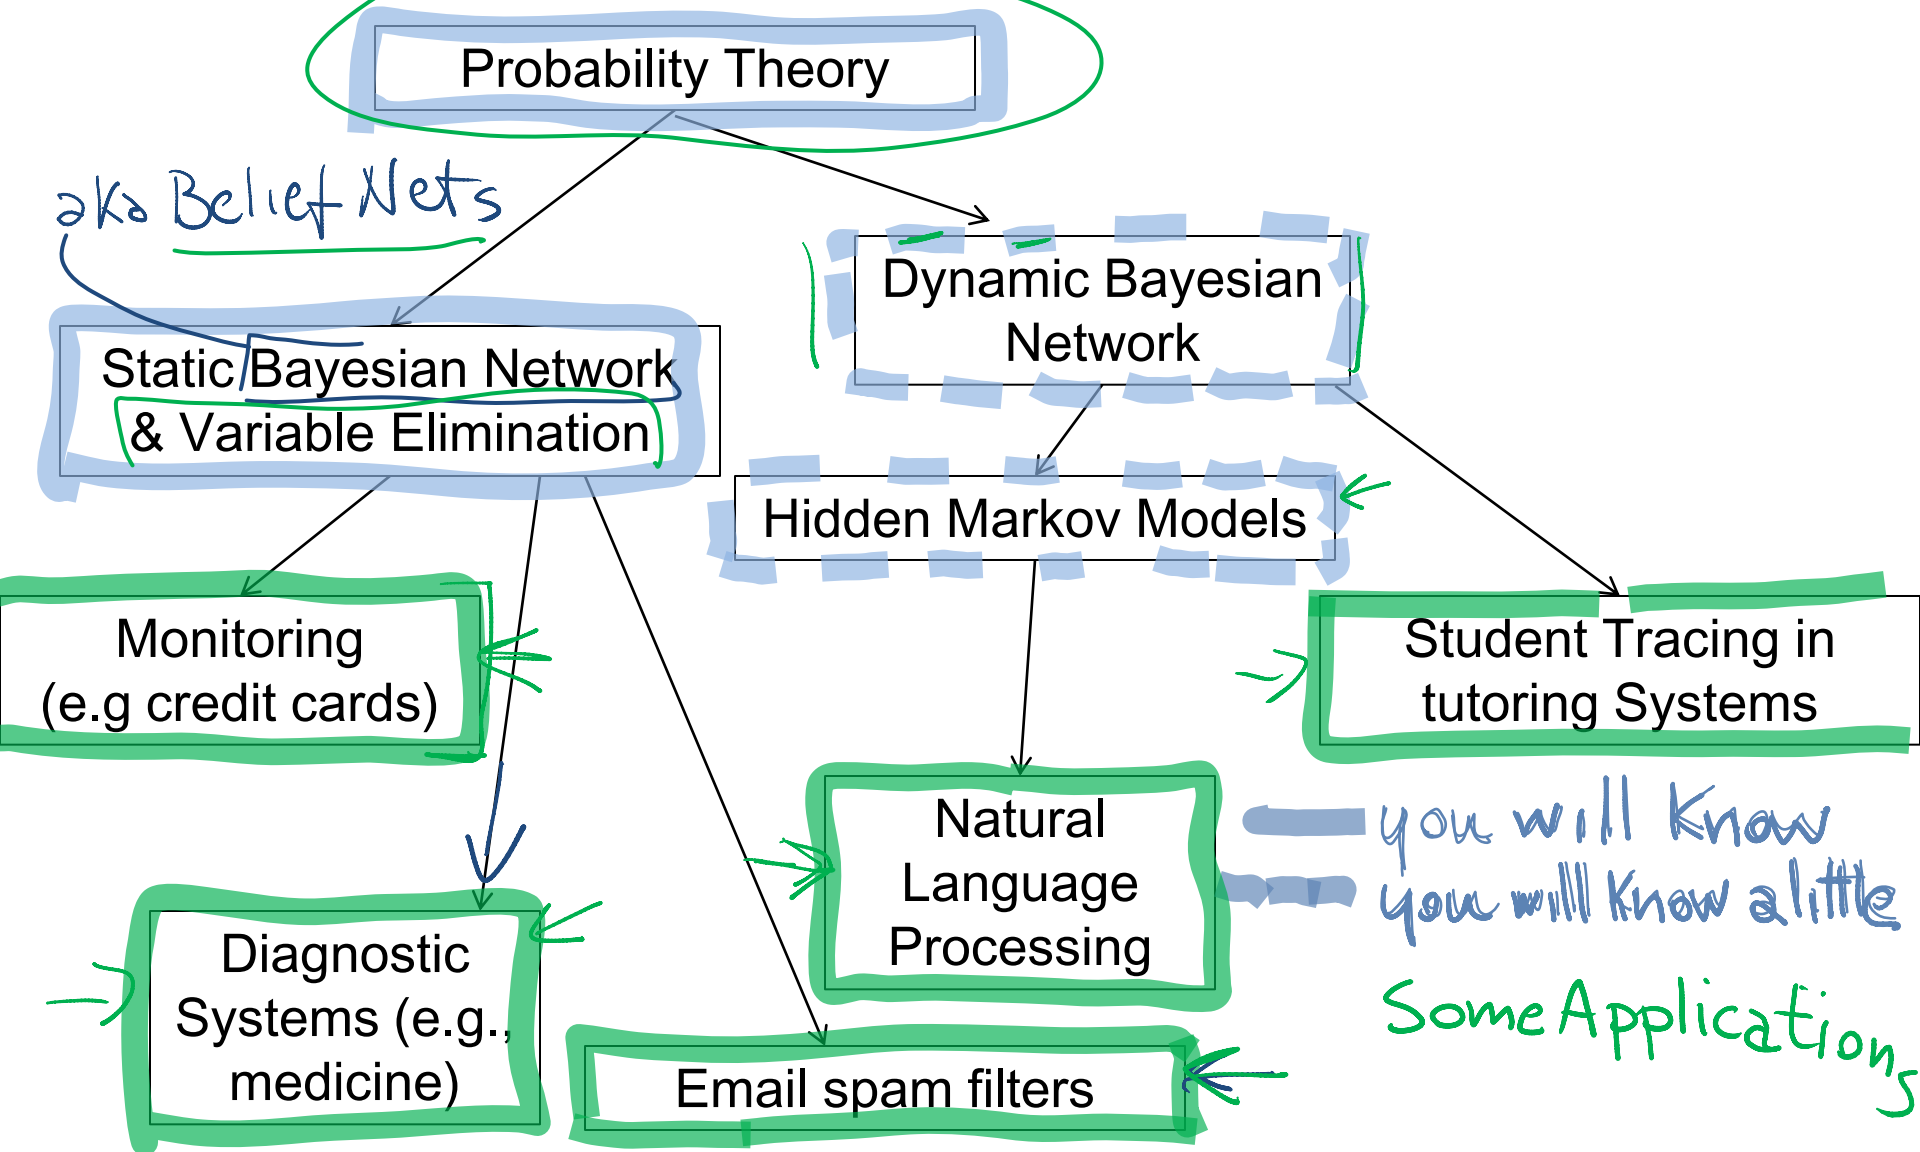 Probability Theory
aka Belief Nets
Dynamic Bayesian
Network
Static Bayesian Network
& Variable Elimination
Hidden Markov Models
Monitoring
(e.g credit cards)
Student Tracing in
tutoring Systems
Natural
Language
Processing
you will Know
you will Know a little
Diagnostic
Systems (e.g.,
medicine)
Some Applications
Email spam filters